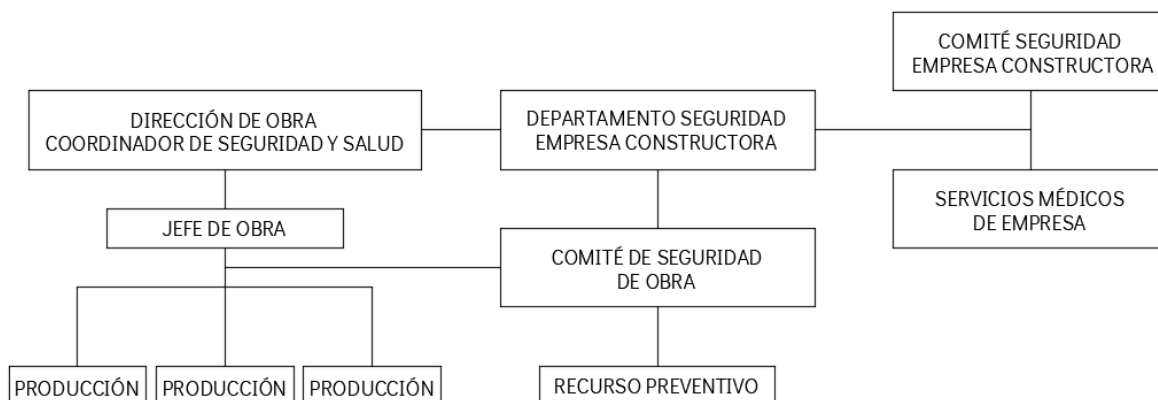 COMITÉ SEGURIDAD
EMPRESA CONSTRUCTORA
DIRECCIÓN DE OBRA
COORDINADOR DE SEGURIDAD Y SALUD
DEPARTAMENTO SEGURIDAD
EMPRESA CONSTRUCTORA
SERVICIOS MÉDICOS
DE EMPRESA
JEFE DE OBRA
COMITÉ DE SEGURIDAD
DE OBRA
PRODUCCIÓN
PRODUCCIÓN
PRODUCCIÓN
RECURSO PREVENTIVO